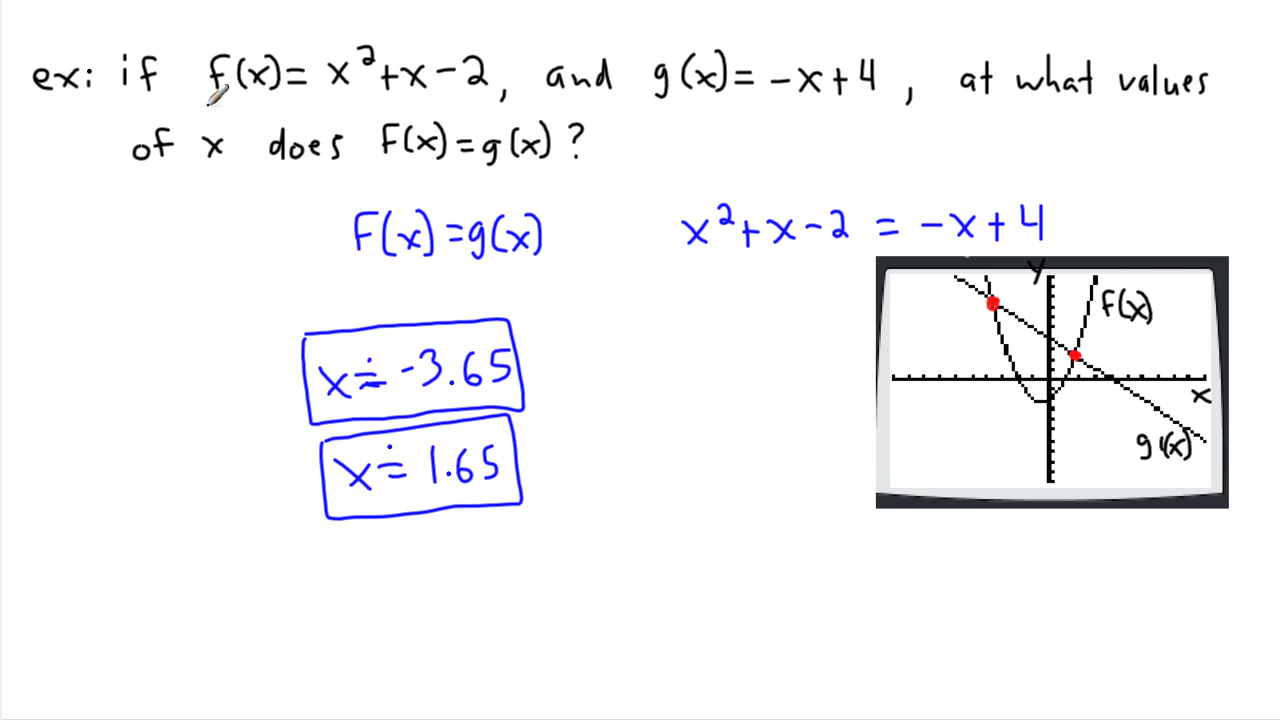 ex: if f(x)= x²+x-2, and g(x)= -x+4, at what values
of x does F(x)=g(x)?
F(x)=g(x) x²+x-2 = -x+4
y
F(x)
x≐ -3.65
x
g(x)
x≐ 1.65